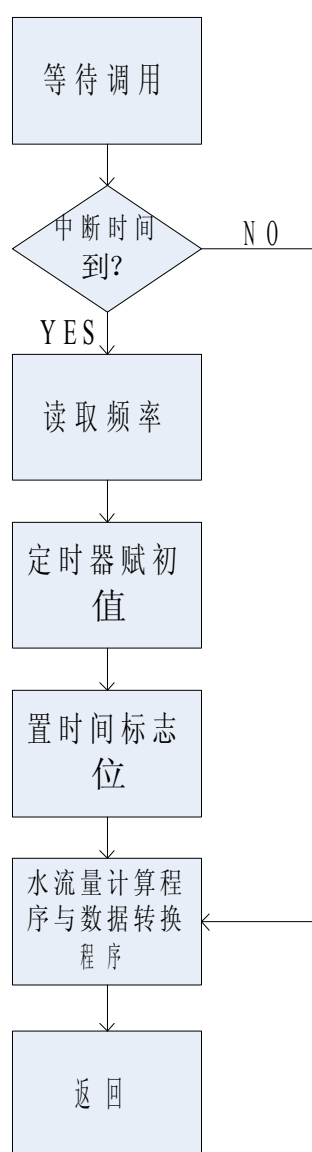 等待调用
中断时间
到?
NO
YES
读取频率
定时器赋初
值
置时间标志
位
水流量计算程
序与数据转换
程序
返回